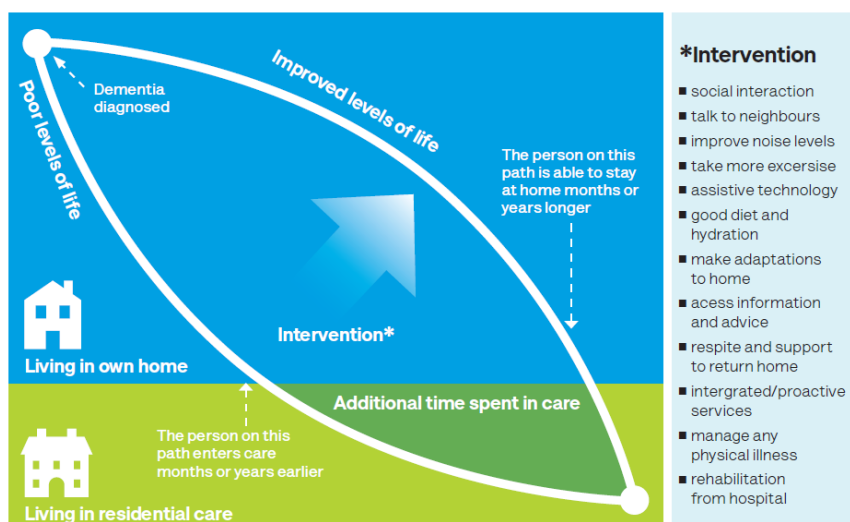 Dementia
diagnosed
Poor levels of life
Improved levels of life
The person on this
path is able to stay
at home months or
years longer
Intervention*
Living in own home
Additional time spent in care
The person on this
path enters care
months or years earlier
Living in residential care
*Intervention
▪ social interaction
▪ talk to neighbours
▪ improve noise levels
▪ take more excersise
▪ assistive technology
▪ good diet and
hydration
▪ make adaptations
to home
▪ acess information
and advice
▪ respite and support
to return home
▪ intergrated/proactive
services
▪ manage any
physical illness
▪ rehabilitation
from hospital